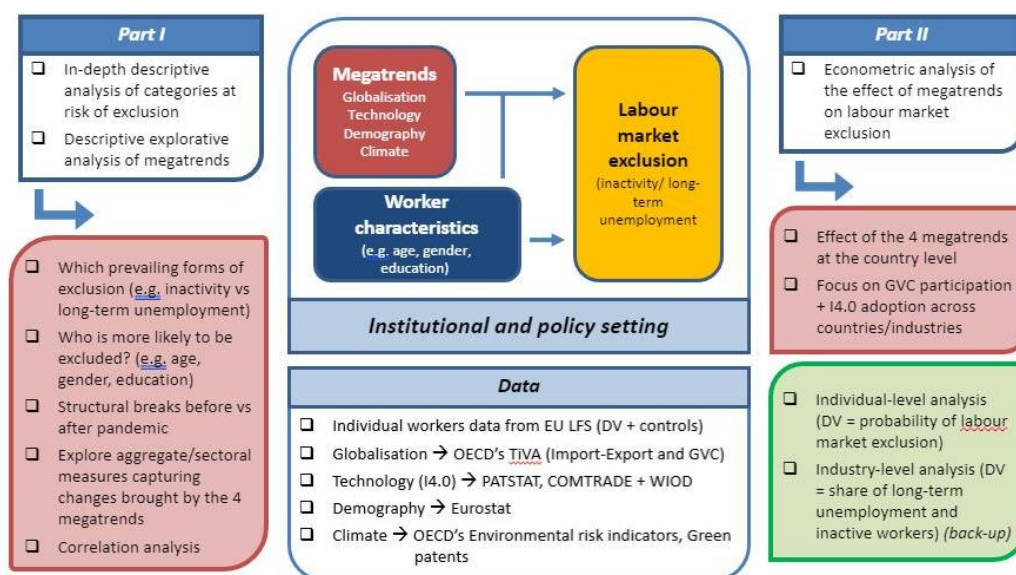 Part I
❑ In-depth descriptive
analysis of categories at
risk of exclusion
❑ Descriptive explorative
analysis of megatrends
❑ Which prevailing forms of
exclusion (e.g. inactivity vs
long-term unemployment)
❑ Who is more likely to be
excluded? (e.g. age,
gender, education)
❑ Structural breaks before vs
after pandemic
❑ Explore aggregate/sectoral
measures capturing
changes brought by the 4
megatrends
❑ Correlation analysis
Megatrends
Globalisation
Technology
Demography
Climate
Worker
characteristics
(e.g. age, gender,
education)
Labour
market
exclusion
(inactivity/ long-
term
unemployment
Institutional and policy setting
Data
❑ Individual workers data from EU LFS (DV + controls)
❑ Globalisation → OECD's TiVA (Import-Export and GVC)
❑ Technology (I4.0) → PATSTAT, COMTRADE + WIOD
❑ Demography → Eurostat
❑ Climate → OECD's Environmental risk indicators, Green
patents
Part II
❑ Econometric analysis of
the effect of megatrends
on labour market
exclusion
❑ Effect of the 4 megatrends
at the country level
❑ Focus on GVC participation
+ I4.0 adoption across
countries/industries
❑ Individual-level analysis
(DV = probability of labour
market exclusion)
❑ Industry-level analysis (DV
= share of long-term
unemployment and
inactive workers) (back-up)